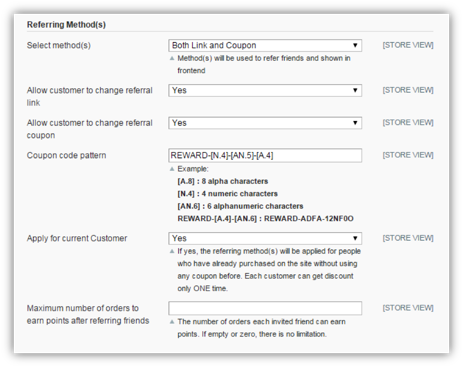 Referring Method(s)
Select method(s)
Both Link and Coupon
[STORE VIEW]
Method(s) will be used to refer friends and shown in
frontend
Allow customer to change referral
link
Yes
[STORE VIEW]
Allow customer to change referral
coupon
Yes
[STORE VIEW]
Coupon code pattern
REWARD-[N.4]-[AN.5]-[A.4]
[STORE VIEW]
Example:
[A.8] : 8 alpha characters
[N.4] : 4 numeric characters
[AN.6] : 6 alphanumeric characters
REWARD-[A.4]-[AN.6] : REWARD-ADFA-12NF0O
Apply for current Customer
Yes
[STORE VIEW]
If yes, the referring method(s) will be applied for people
who have already purchased on the site without using
any coupon before. Each customer can get discount
only ONE time.
Maximum number of orders to
earn points after referring friends
[STORE VIEW]
The number of orders each invited friend can earn
points. If empty or zero, there is no limitation.